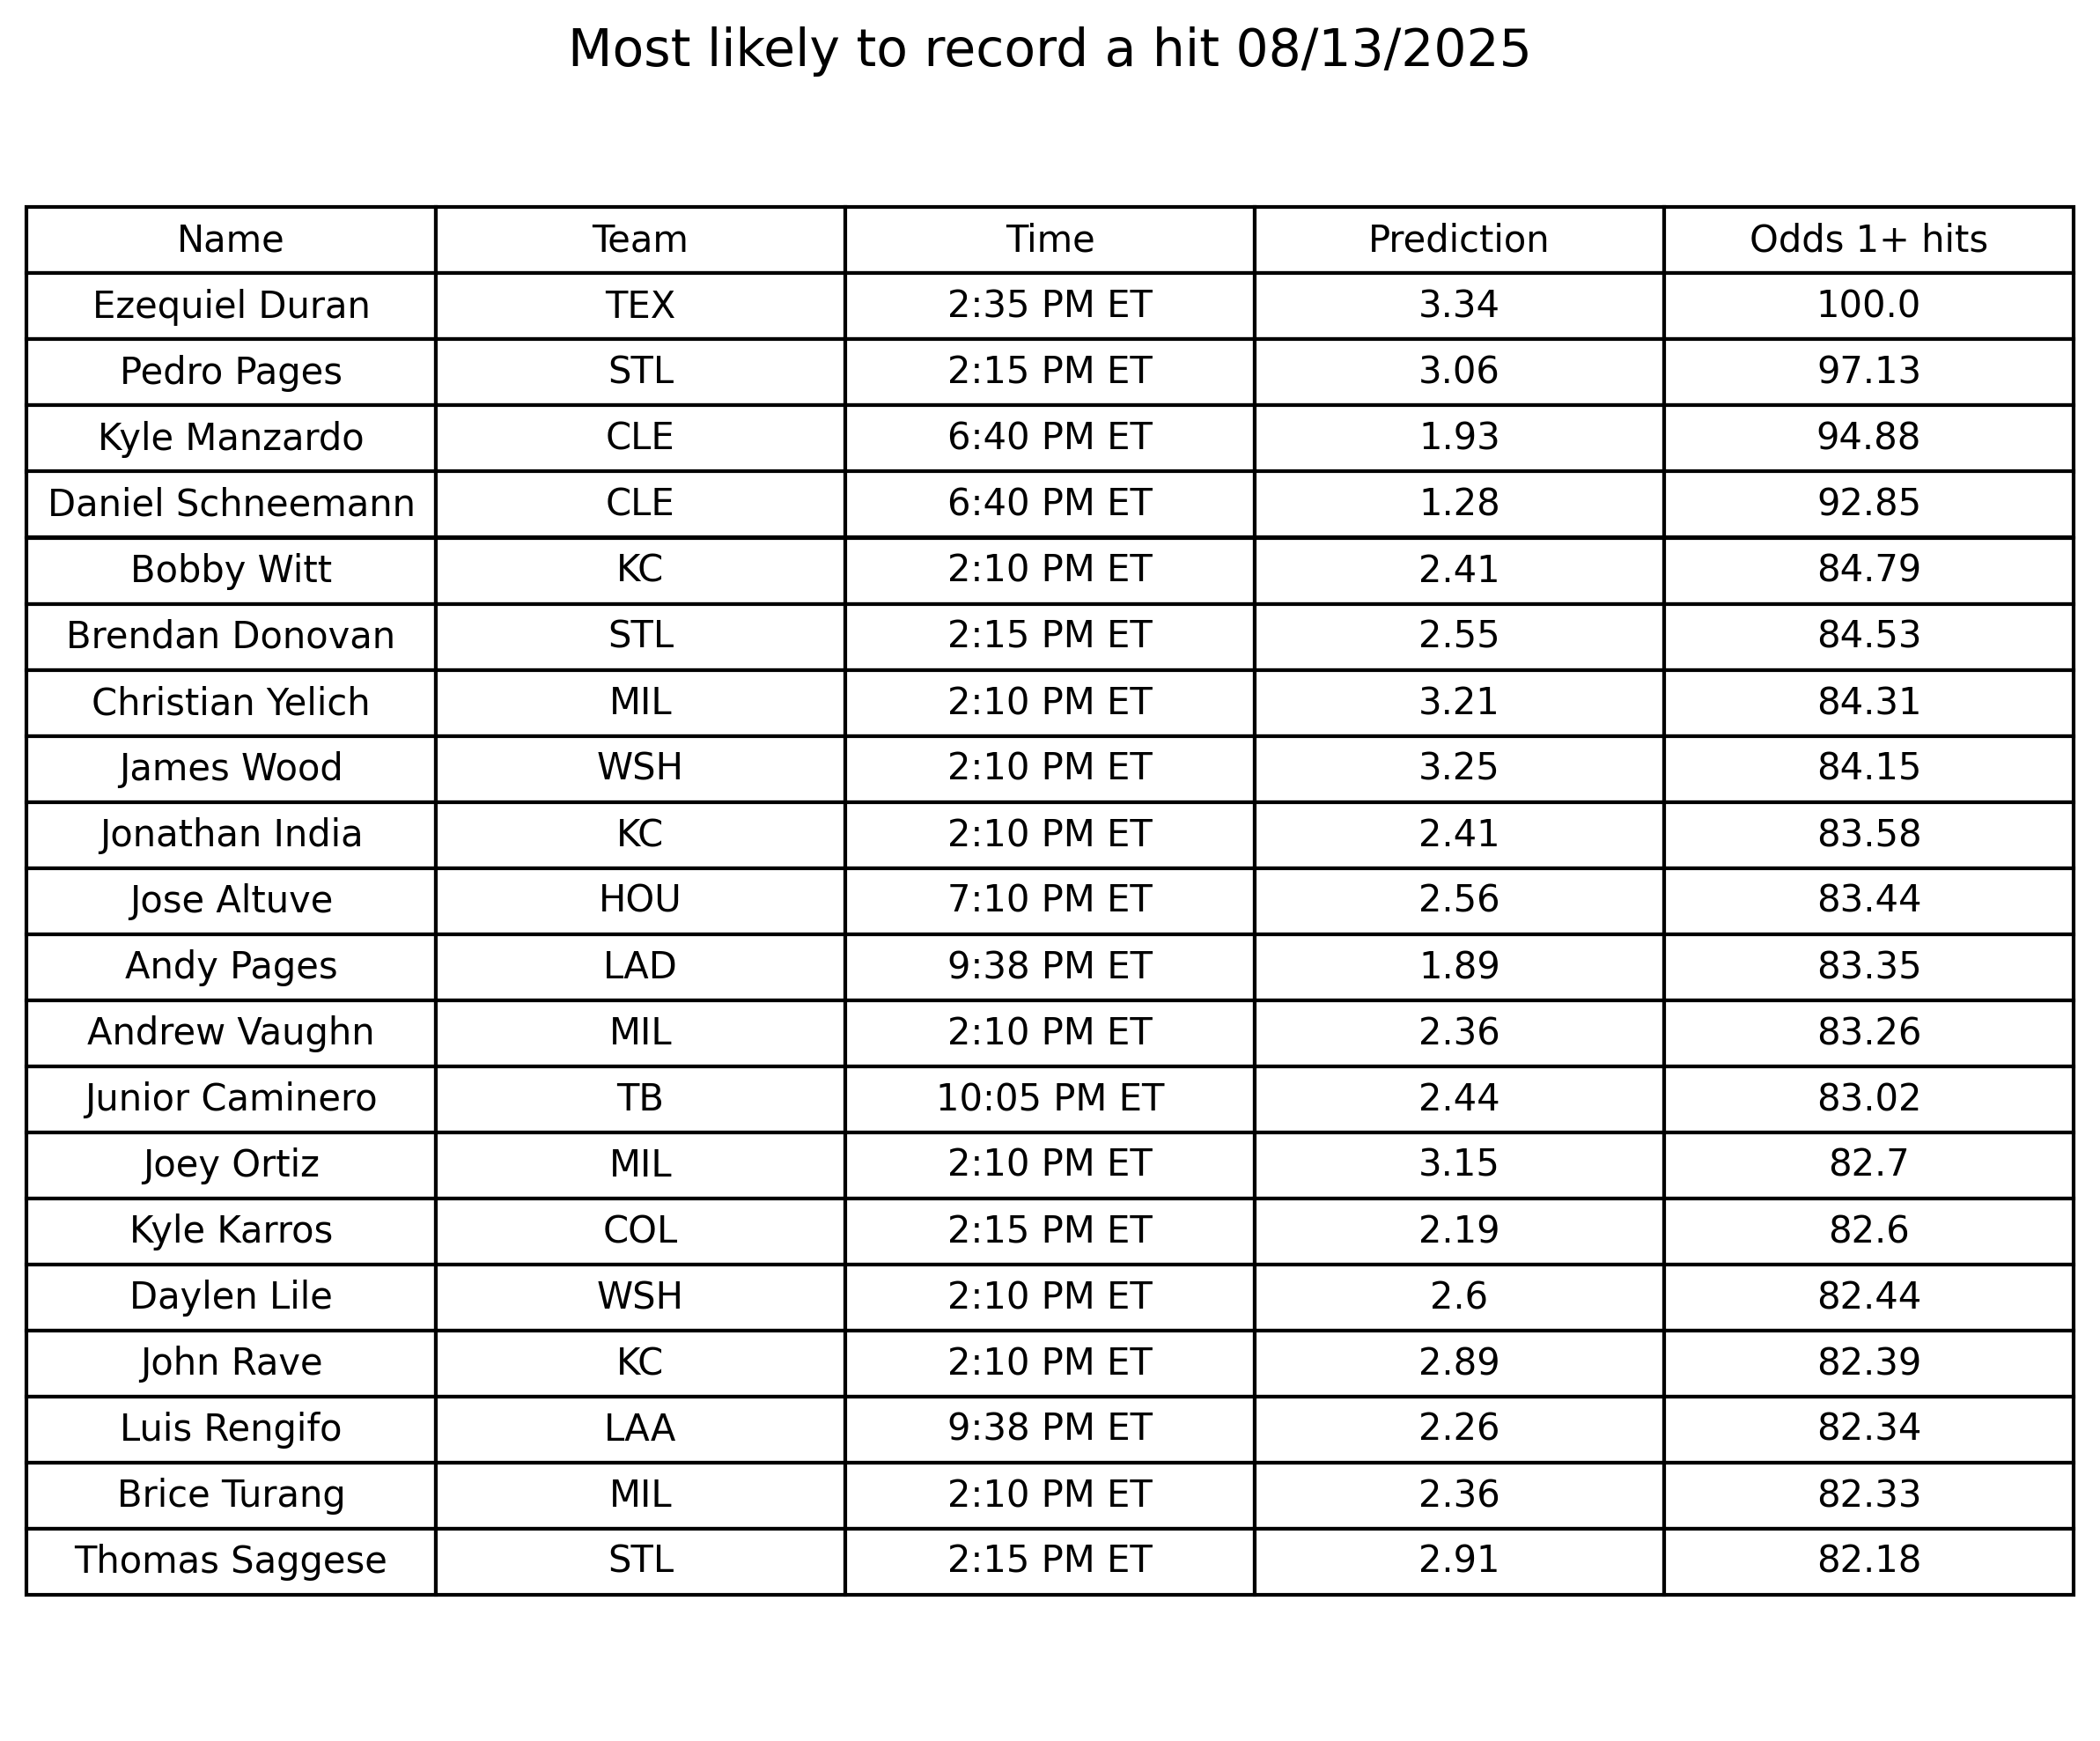 Most likely to record a hit 08/13/2025
Name Team Time Prediction Odds 1+ hits
Ezequiel Duran TEX 2:35 PM ET 3.34 100.0
Pedro Pages STL 2:15 PM ET 3.06 97.13
Kyle Manzardo CLE 6:40 PM ET 1.93 94.88
Daniel Schneemann CLE 6:40 PM ET 1.28 92.85
Bobby Witt KC 2:10 PM ET 2.41 84.79
Brendan Donovan STL 2:15 PM ET 2.55 84.53
Christian Yelich MIL 2:10 PM ET 3.21 84.31
James Wood WSH 2:10 PM ET 3.25 84.15
Jonathan India KC 2:10 PM ET 2.41 83.58
Jose Altuve HOU 7:10 PM ET 2.56 83.44
Andy Pages LAD 9:38 PM ET 1.89 83.35
Andrew Vaughn MIL 2:10 PM ET 2.36 83.26
Junior Caminero TB 10:05 PM ET 2.44 83.02
Joey Ortiz MIL 2:10 PM ET 3.15 82.7
Kyle Karros COL 2:15 PM ET 2.19 82.6
Daylen Lile WSH 2:10 PM ET 2.6 82.44
John Rave KC 2:10 PM ET 2.89 82.39
Luis Rengifo LAA 9:38 PM ET 2.26 82.34
Brice Turang MIL 2:10 PM ET 2.36 82.33
Thomas Saggese STL 2:15 PM ET 2.91 82.18